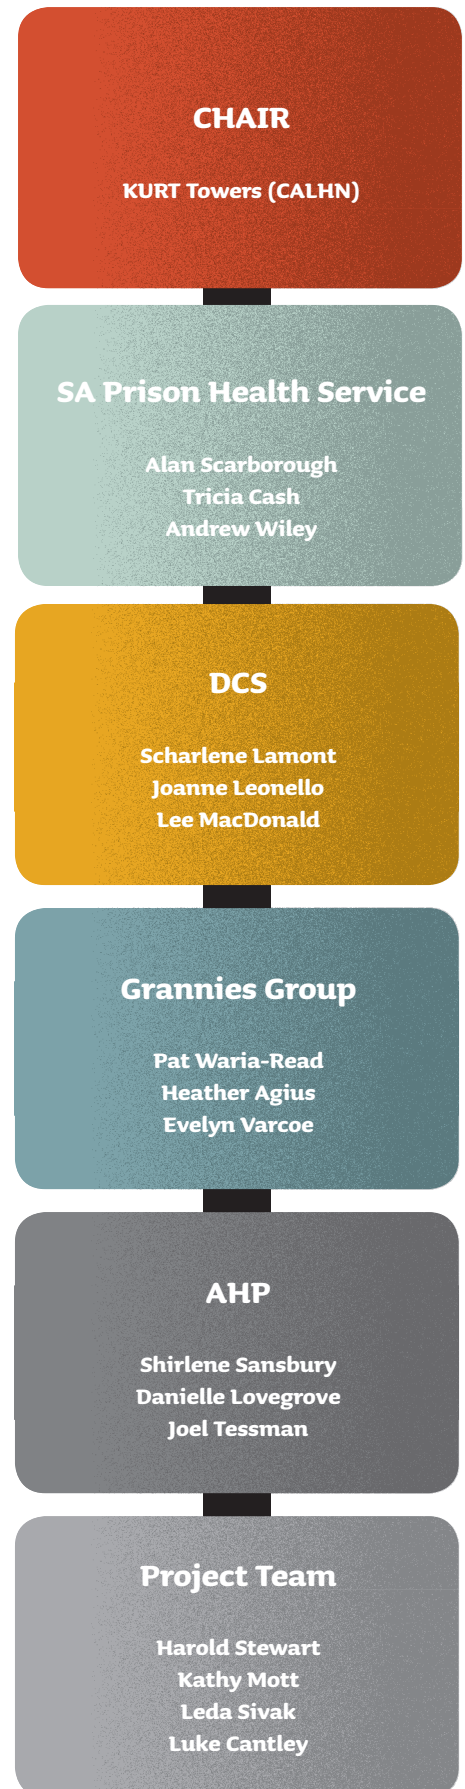 CHAIR
KURT Towers (CALHN)
SA Prison Health Service
Alan Scarborough
Tricia Cash
Andrew Wiley
DCS
Scharlene Lamont
Joanne Leonello
Lee MacDonald
Grannies Group
Pat Waria-Read
Heather Agius
Evelyn Varcoe
AHP
Shirlene Sansbury
Danielle Lovegrove
Joel Tessman
Project Team
Harold Stewart
Kathy Mott
Leda Sivak
Luke Cantley